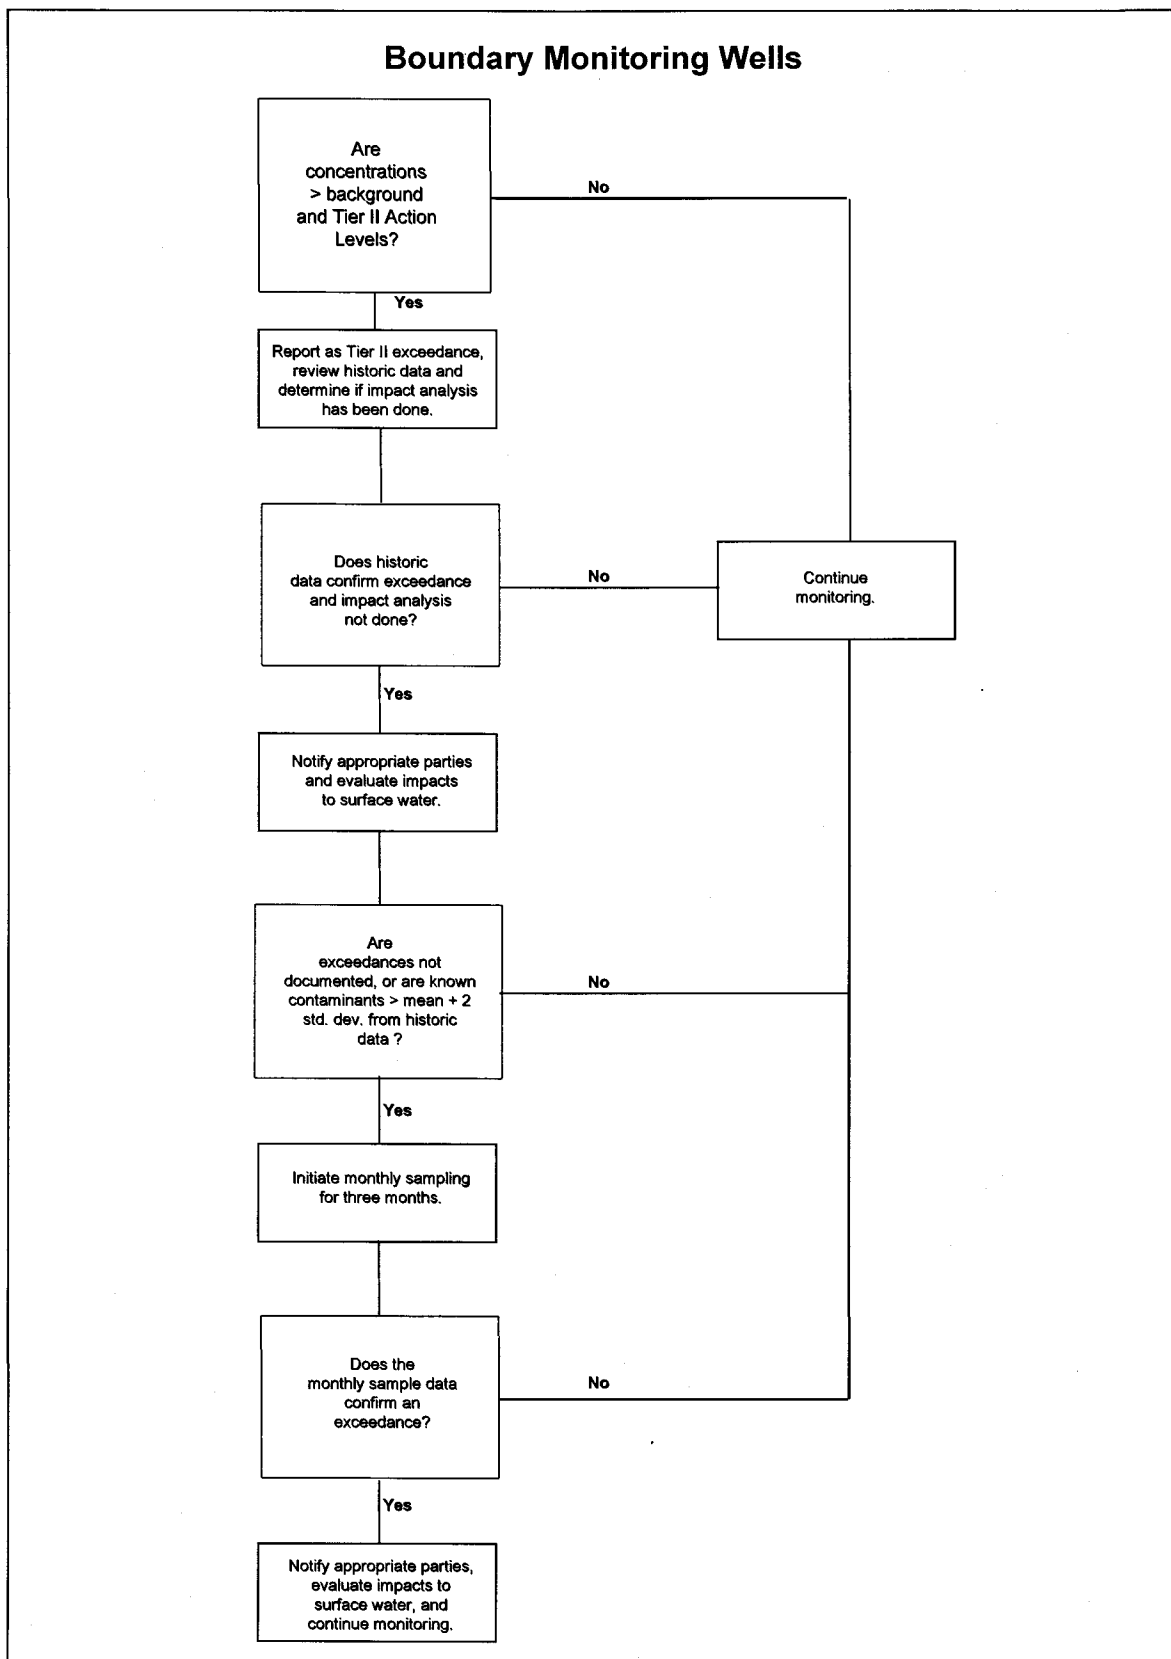 Boundary Monitoring Wells
Are
concentrations
> background
and Tier II Action
Levels?
No
Yes
Report as Tier II exceedance,
review historic data and
determine if impact analysis
has been done.
Does historic
data confirm exceedance
and impact analysis
not done?
No
Continue
monitoring.
Yes
Notify appropriate parties
and evaluate impacts
to surface water.
Are
exceedances not
documented, or are known
contaminants > mean + 2
std. dev. from historic
data ?
No
Yes
Initiate monthly sampling
for three months.
Does the
monthly sample data
confirm an
exceedance?
No
Yes
Notify appropriate parties,
evaluate impacts to
surface water, and
continue monitoring.